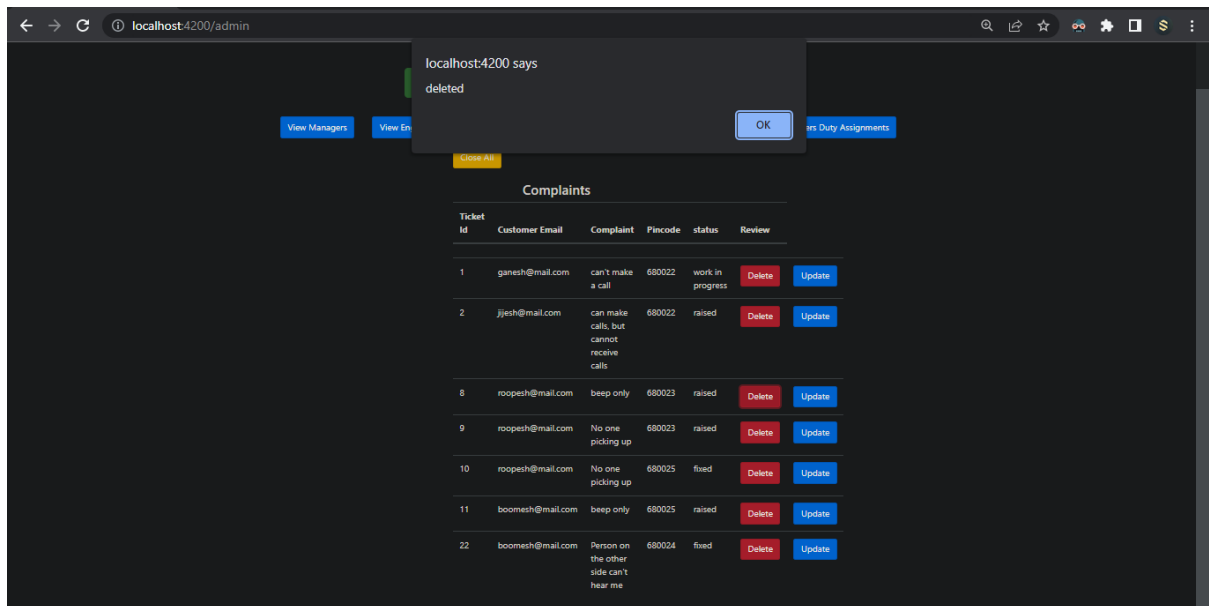 localhost:4200/admin
localhost:4200 says
deleted
OK
View Managers View En ers Duty Assignments
Close All
Complaints
Ticket
Id Customer Email Complaint Pincode status Review
1 ganesh@mail.com can't make 680022 work in Delete Update
a call progress
2 jijesh@mail.com can make 680022 raised Delete Update
calls, but
cannot
receive
calls
8 roopesh@mail.com beep only 680023 raised Delete Update
9 roopesh@mail.com No one 680023 raised Delete Update
picking up
10 roopesh@mail.com No one 680025 fixed Delete Update
picking up
11 boomesh@mail.com beep only 680025 raised Delete Update
22 boomesh@mail.com Person on 680024 fixed Delete Update
the other
side can't
hear me